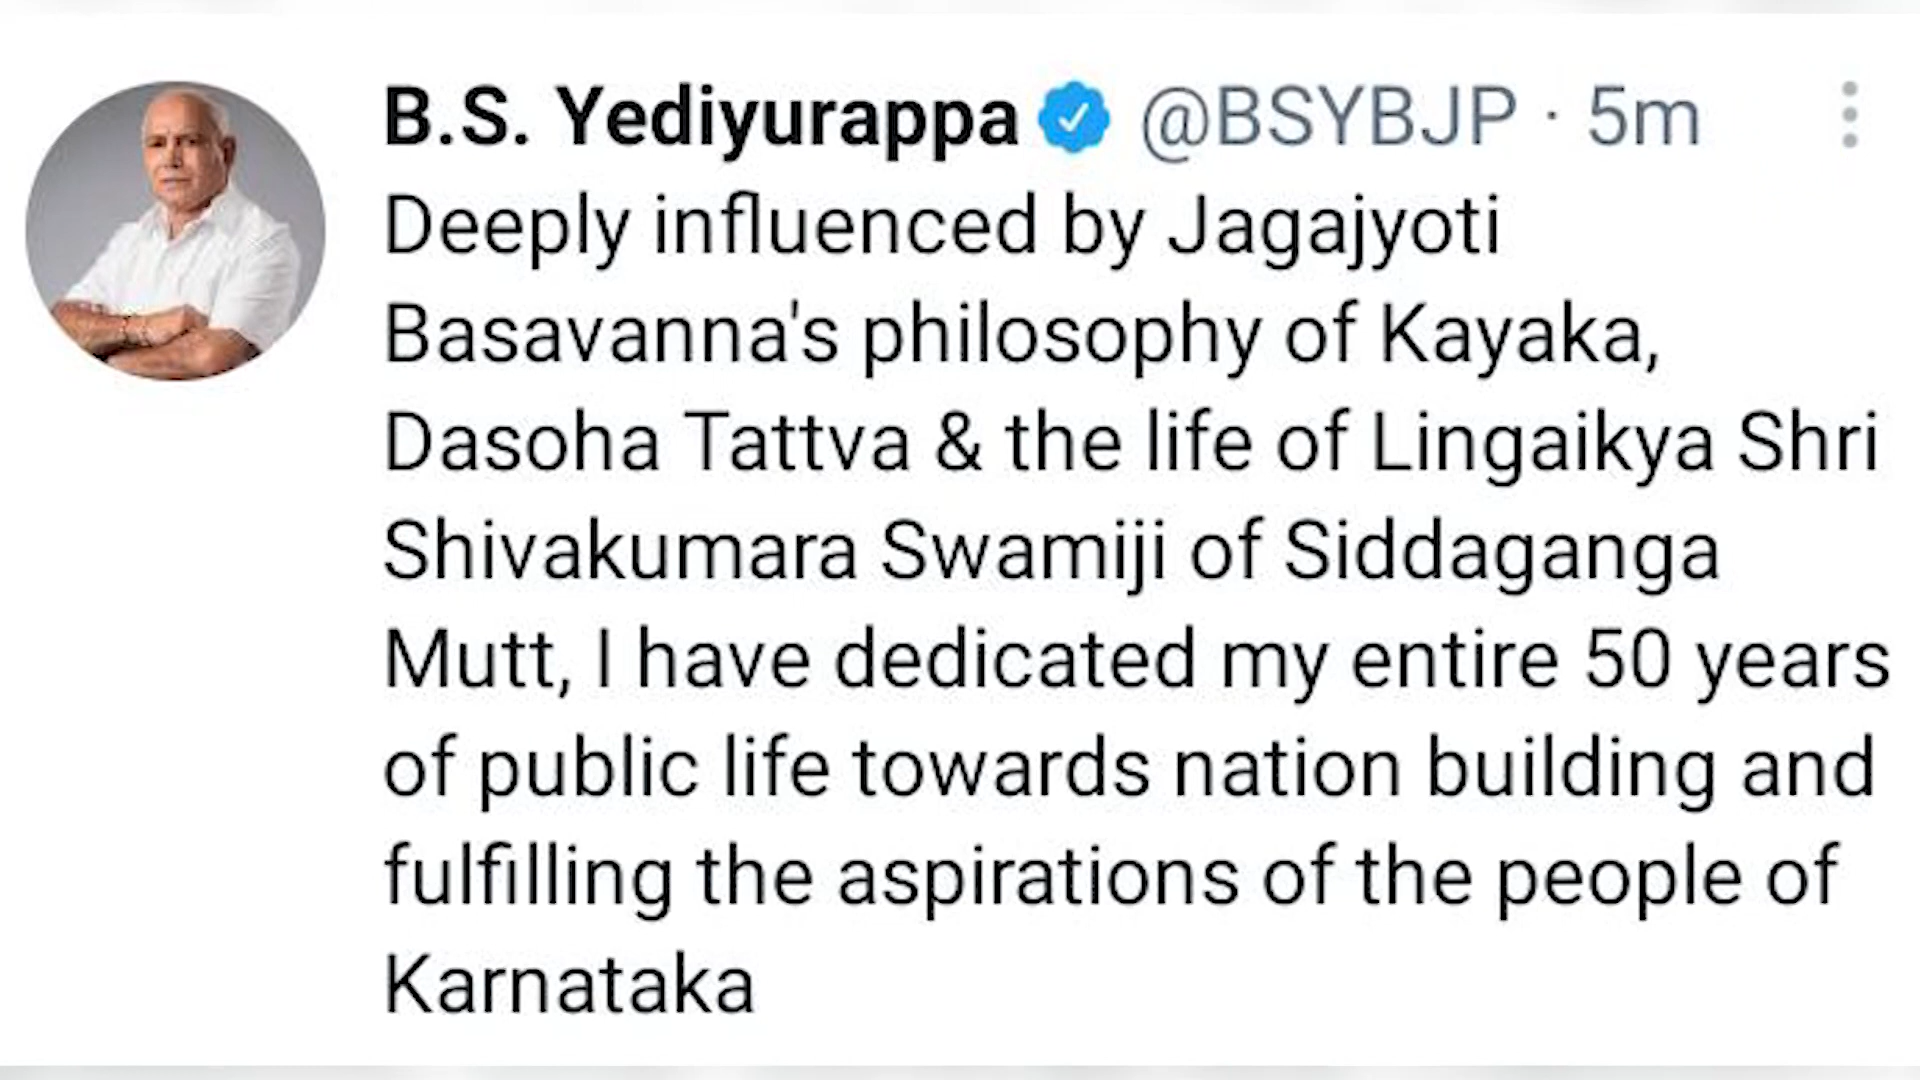 B.S. Yediyurappa @BSYBJP · 5m
Deeply influenced by Jagajyoti
Basavanna's philosophy of Kayaka,
Dasoha Tattva & the life of Lingaikya Shri
Shivakumara Swamiji of Siddaganga
Mutt, I have dedicated my entire 50 years
of public life towards nation building and
fulfilling the aspirations of the people of
Karnataka